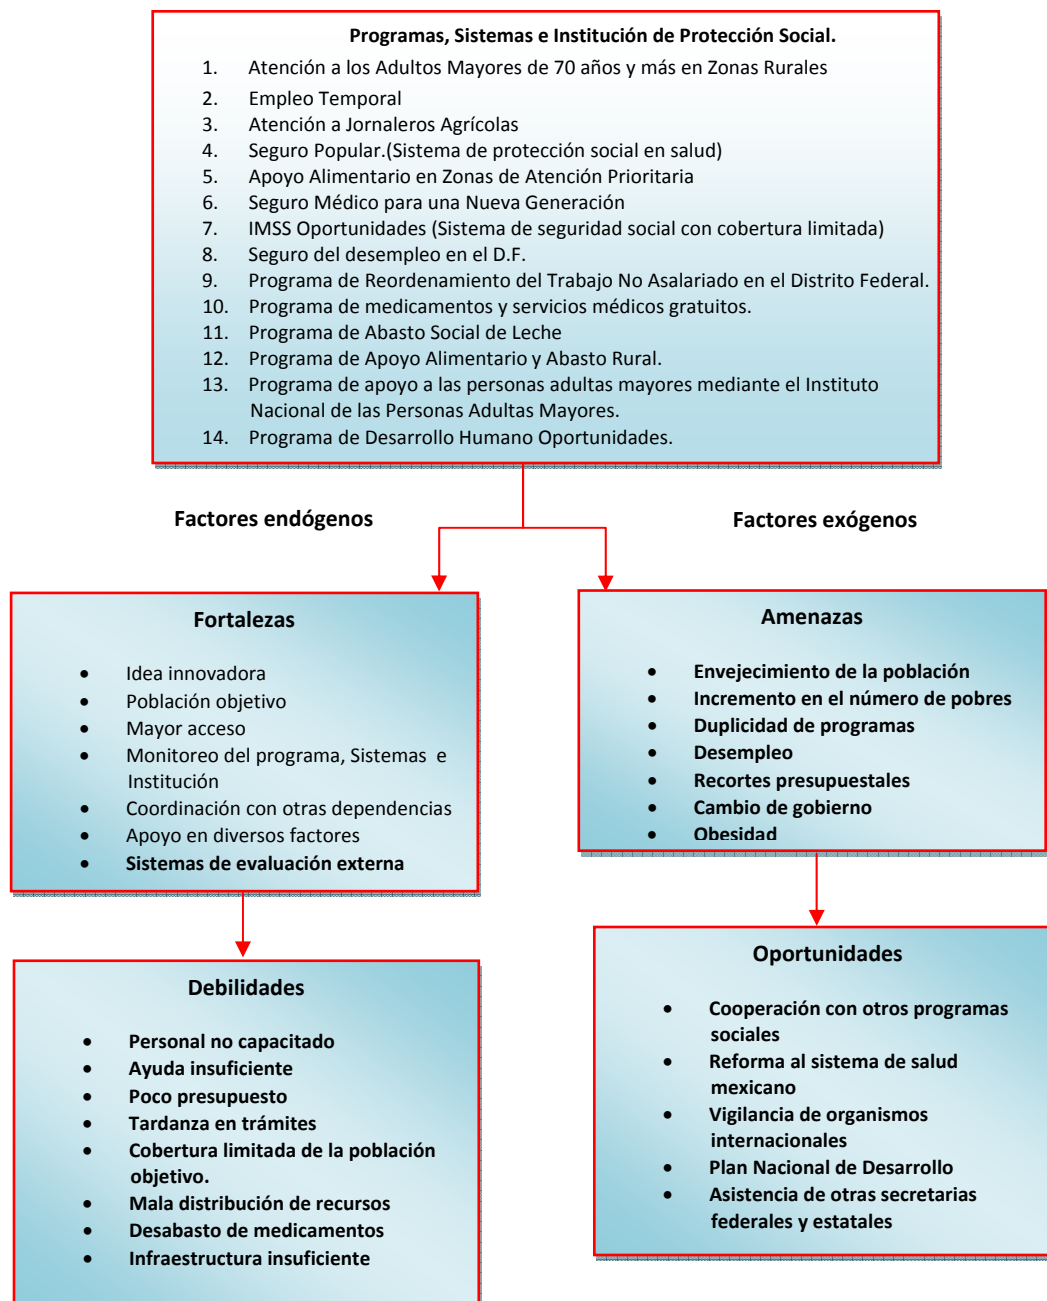 Programas, Sistemas e Institución de Protección Social.
1. Atención a los Adultos Mayores de 70 años y más en Zonas Rurales
2. Empleo Temporal
3. Atención a Jornaleros Agrícolas
4. Seguro Popular.(Sistema de protección social en salud)
5. Apoyo Alimentario en Zonas de Atención Prioritaria
6. Seguro Médico para una Nueva Generación
7. IMSS Oportunidades (Sistema de seguridad social con cobertura limitada)
8. Seguro del desempleo en el D.F.
9. Programa de Reordenamiento del Trabajo No Asalariado en el Distrito Federal.
10. Programa de medicamentos y servicios médicos gratuitos.
11. Programa de Abasto Social de Leche
12. Programa de Apoyo Alimentario y Abasto Rural.
13. Programa de apoyo a las personas adultas mayores mediante el Instituto
Nacional de las Personas Adultas Mayores.
14. Programa de Desarrollo Humano Oportunidades.
Factores endógenos
Factores exógenos
Fortalezas
• Idea innovadora
• Población objetivo
• Mayor acceso
• Monitoreo del programa, Sistemas e
Institución
• Coordinación con otras dependencias
• Apoyo en diversos factores
• Sistemas de evaluación externa
Amenazas
• Envejecimiento de la población
• Incremento en el número de pobres
• Duplicidad de programas
• Desempleo
• Recortes presupuestales
• Cambio de gobierno
• Obesidad
Debilidades
• Personal no capacitado
• Ayuda insuficiente
• Poco presupuesto
• Tardanza en trámites
• Cobertura limitada de la población
objetivo.
• Mala distribución de recursos
• Desabasto de medicamentos
• Infraestructura insuficiente
Oportunidades
• Cooperación con otros programas
sociales
• Reforma al sistema de salud
mexicano
• Vigilancia de organismos
internacionales
• Plan Nacional de Desarrollo
• Asistencia de otras secretarias
federales y estatales